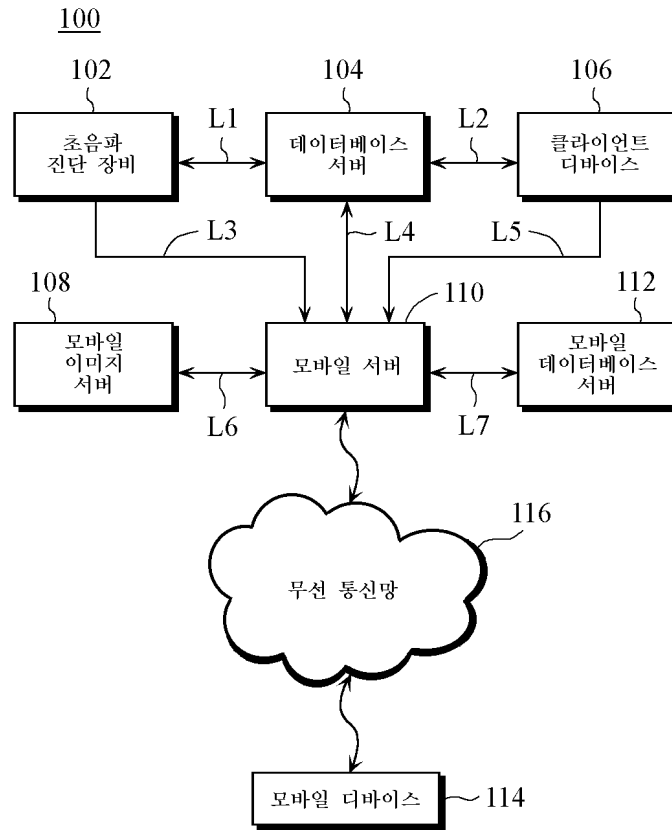 100
102
104
106
초음파
진단 장비
L1
데이터베이스
서버
L2
클라이언트
디바이스
L3
L4
L5
108
110
112
모바일
이미지
서버
L6
모바일 서버
L7
모바일
데이터베이스
서버
116
무선 통신망
모바일 디바이스
114